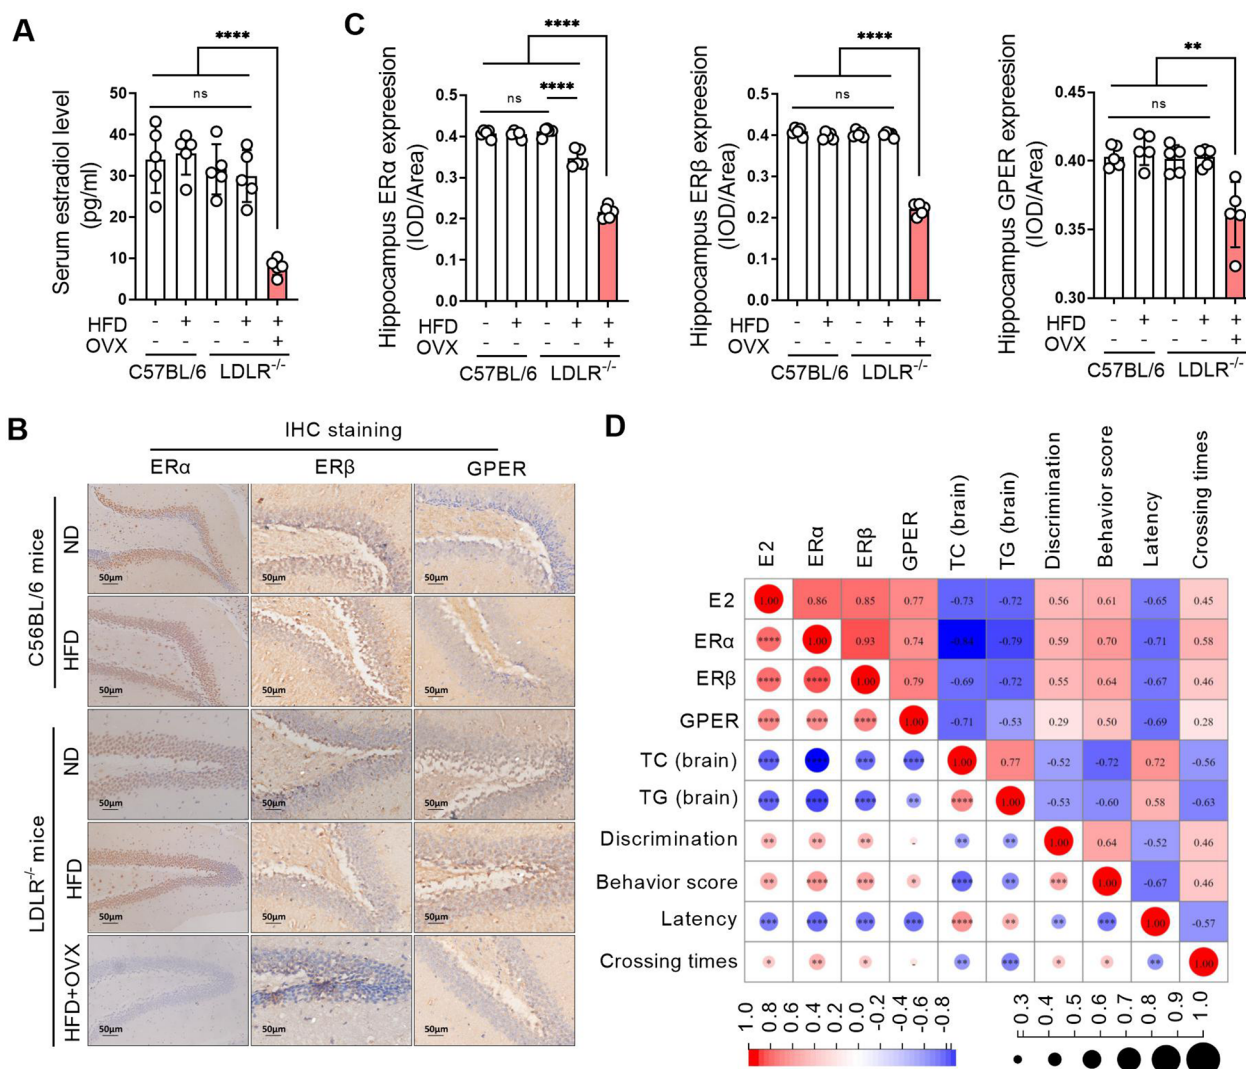 A
****
ns
Serum estradiol level
(pg/ml)
50
40
30
20
10
0
HFD - + - + +
OVX +
C57BL/6 LDLR-/-
C
****
****
ns
Hippocampus ERα expreesion
(IOD/Area)
0.5
0.4
0.3
0.2
0.1
0.0
HFD - + - + +
OVX +
C57BL/6 LDLR-/-
****
ns
Hippocampus ERβ expreesion
(IOD/Area)
0.5
0.4
0.3
0.2
0.1
0.0
HFD - + - + +
OVX +
C57BL/6 LDLR-/-
**
ns
Hippocampus GPER expreesion
(IOD/Area)
0.45
0.40
0.35
0.30
HFD - + - + +
OVX +
C57BL/6 LDLR-/-
B
IHC staining
ERα ERβ GPER
C56BL/6 mice
ND
50μm 50μm 50μm
HFD
50μm 50μm 50μm
LDLR-/- mice
ND
50μm 50μm 50μm
HFD
50μm 50μm 50μm
HFD+OVX
50μm 50μm 50μm
D
E2 ERα ERβ GPER TC (brain) TG (brain) Discrimination Behavior score Latency Crossing times
E2 1.00 0.86 0.85 0.77 -0.73 -0.72 0.56 0.61 -0.65 0.45
ERα **** 1.00 0.93 0.74 -0.79 0.59 0.70 -0.71 0.58
ERβ **** **** 1.00 0.79 -0.69 -0.72 0.55 0.64 -0.67 0.46
GPER **** **** **** 1.00 -0.71 -0.53 0.29 0.50 -0.69 0.28
TC (brain) **** *** **** 1.00 0.77 -0.52 -0.72 0.72 -0.56
TG (brain) **** **** **** ** **** 1.00 -0.53 -0.60 0.58 -0.63
Discrimination ** ** ** ** ** 1.00 0.64 -0.52 0.46
Behavior score ** **** *** * **** ** *** 1.00 -0.67 0.46
Latency *** **** *** *** **** ** ** *** 1.00 -0.57
Crossing times * ** * ** *** * * ** 1.00
1.0 0.8 0.6 0.4 0.2 0.0 -0.2 -0.4 -0.6 -0.8
0.3 0.4 0.5 0.6 0.7 0.8 0.9 1.0